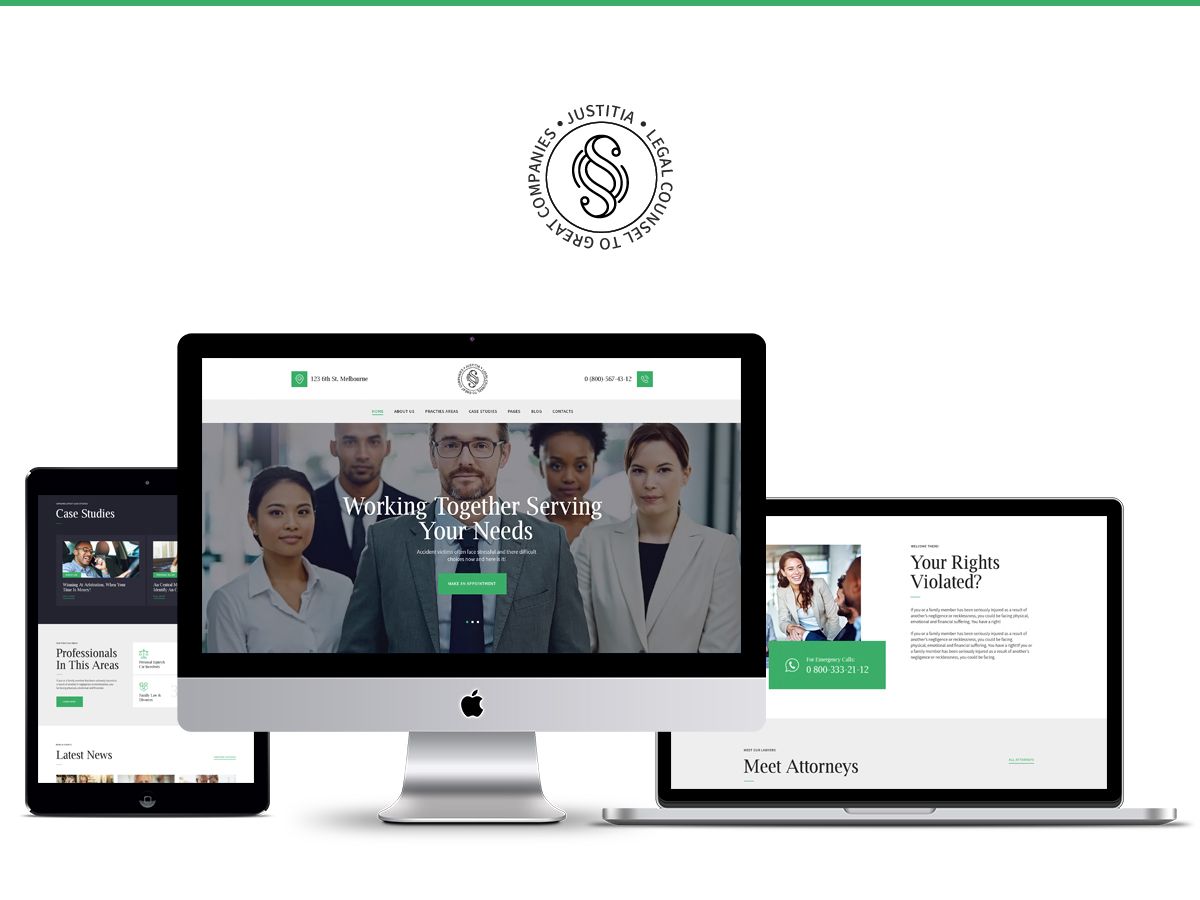 • JUSTITIA • LEGAL COUNSEL TO GREAT COMPANIES
123 6th St. Melbourne
0 (800)-567-43-12
HOME ABOUT US PRACTIES AREAS CASE STUDIES PAGES BLOG CONTACTS
Working Together Serving
Your Needs
Accident victims often face stressful and there difficult
choices now and here is it!
MAKE AN APPOINTMENT
Case Studies
Winning At Arbitration, When Your
Time Is Money!
An Central M
Identify An C
Professionals
In This Areas
Personal Injury &
Car Incidents
Family Law &
Divorces
Latest News
WELCOME THERE!
Your Rights
Violated?
If you or a family member has been seriously injured as a result of
another's negligence or recklessness, you could be facing physical,
emotional and financial suffering. You have a right!
If you or a family member has been seriously injured as a result of
another's negligence or recklessness, you could be facing
physical, emotional and financial suffering. You have a right!If you or
a family member has been seriously injured as a result of another's
negligence or recklessness, you could be facing
For Emergency Calls:
0 800-333-21-12
MEET OUR LAWYERS
Meet Attorneys
ALL ATTORNEYS